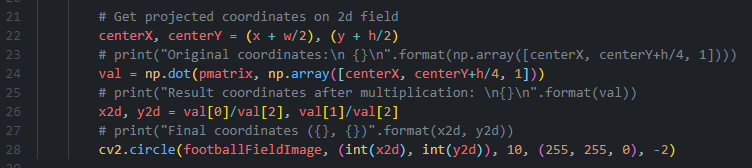 21 # Get projected coordinates on 2d field
22 centerX, centerY = (x + w/2), (y + h/2)
23 # print("Original coordinates:\n {}\n".format(np.array([centerX, centerY+h/4, 1])))
24 val = np.dot(pmatrix, np.array([centerX, centerY+h/4, 1]))
25 # print("Result coordinates after multiplication: \n{}\n".format(val))
26 x2d, y2d = val[0]/val[2], val[1]/val[2]
27 # print("Final coordinates ({}, {})".format(x2d, y2d))
28 cv2.circle(footballFieldImage, (int(x2d), int(y2d)), 10, (255, 255, 0), -2)